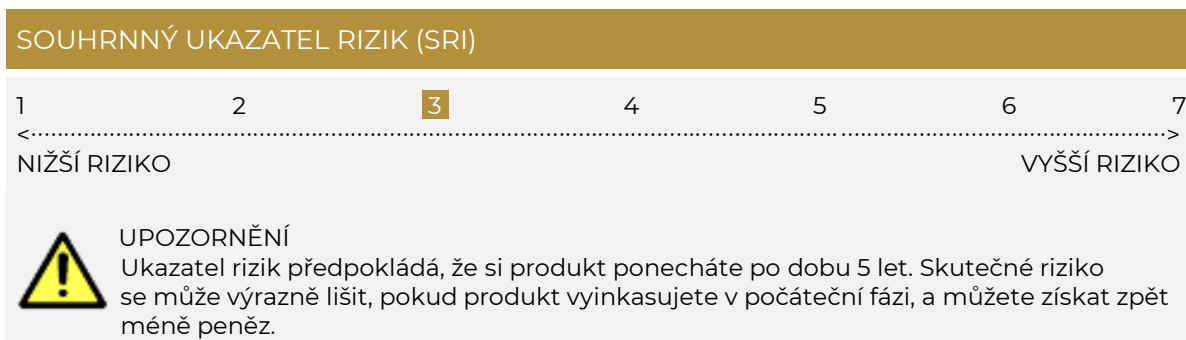 SOUHRNNÝ UKAZATEL RIZIK (SRI)
1 2 3 4 5 6 7
NIŽŠÍ RIZIKO VYŠŠÍ RIZIKO
UPOZORNĚNÍ
Ukazatel rizik předpokládá, že si produkt ponecháte po dobu 5 let. Skutečné riziko
se může výrazně lišit, pokud produkt vyinkasujete v počáteční fázi, a můžete získat zpět
méně peněz.